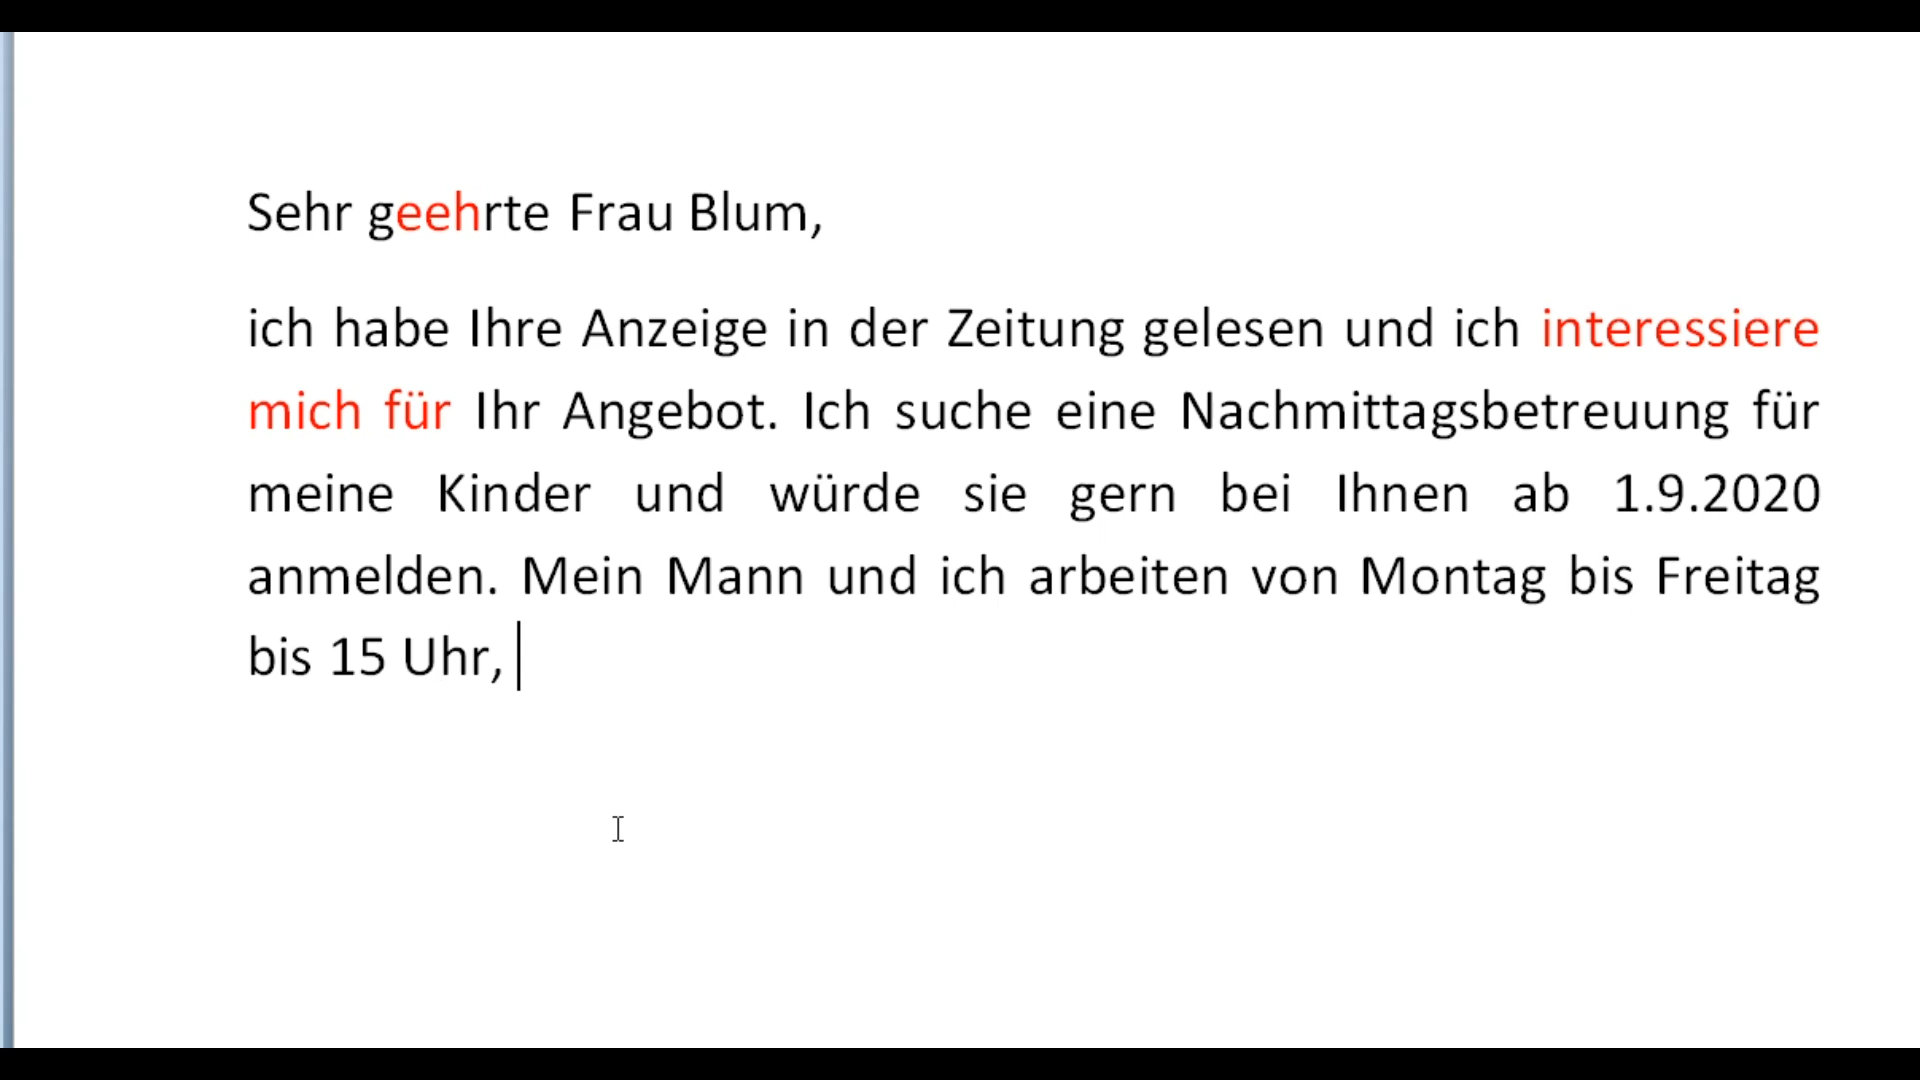 Sehr geehrte Frau Blum,
ich habe Ihre Anzeige in der Zeitung gelesen und ich interessiere
mich für Ihr Angebot. Ich suche eine Nachmittagsbetreuung für
meine Kinder und würde sie gern bei Ihnen ab 1.9.2020
anmelden. Mein Mann und ich arbeiten von Montag bis Freitag
bis 15 Uhr,